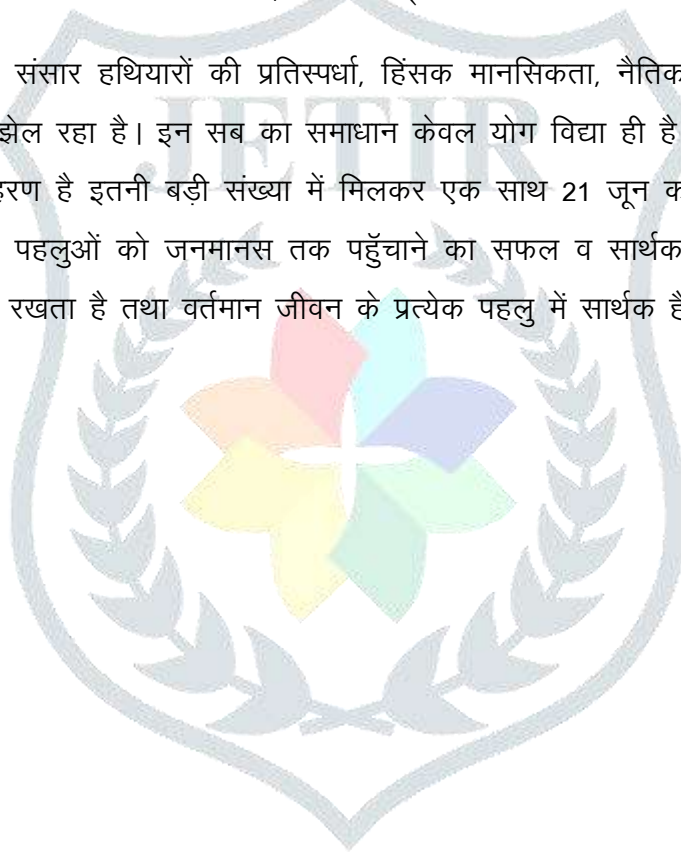 JETIR
संसार हथियारों की प्रतिस्पर्धा, हिंसक मानसिकता, नैतिक
झेल रहा है। इन सब का समाधान केवल योग विद्या ही है
है इतनी बड़ी संख्या में मिलकर एक साथ 21 जून
पहलुओं को जनमानस तक पहुँचाने का सफल व सार्थक
रखता है तथा वर्तमान जीवन के प्रत्येक पहलु में सार्थक है